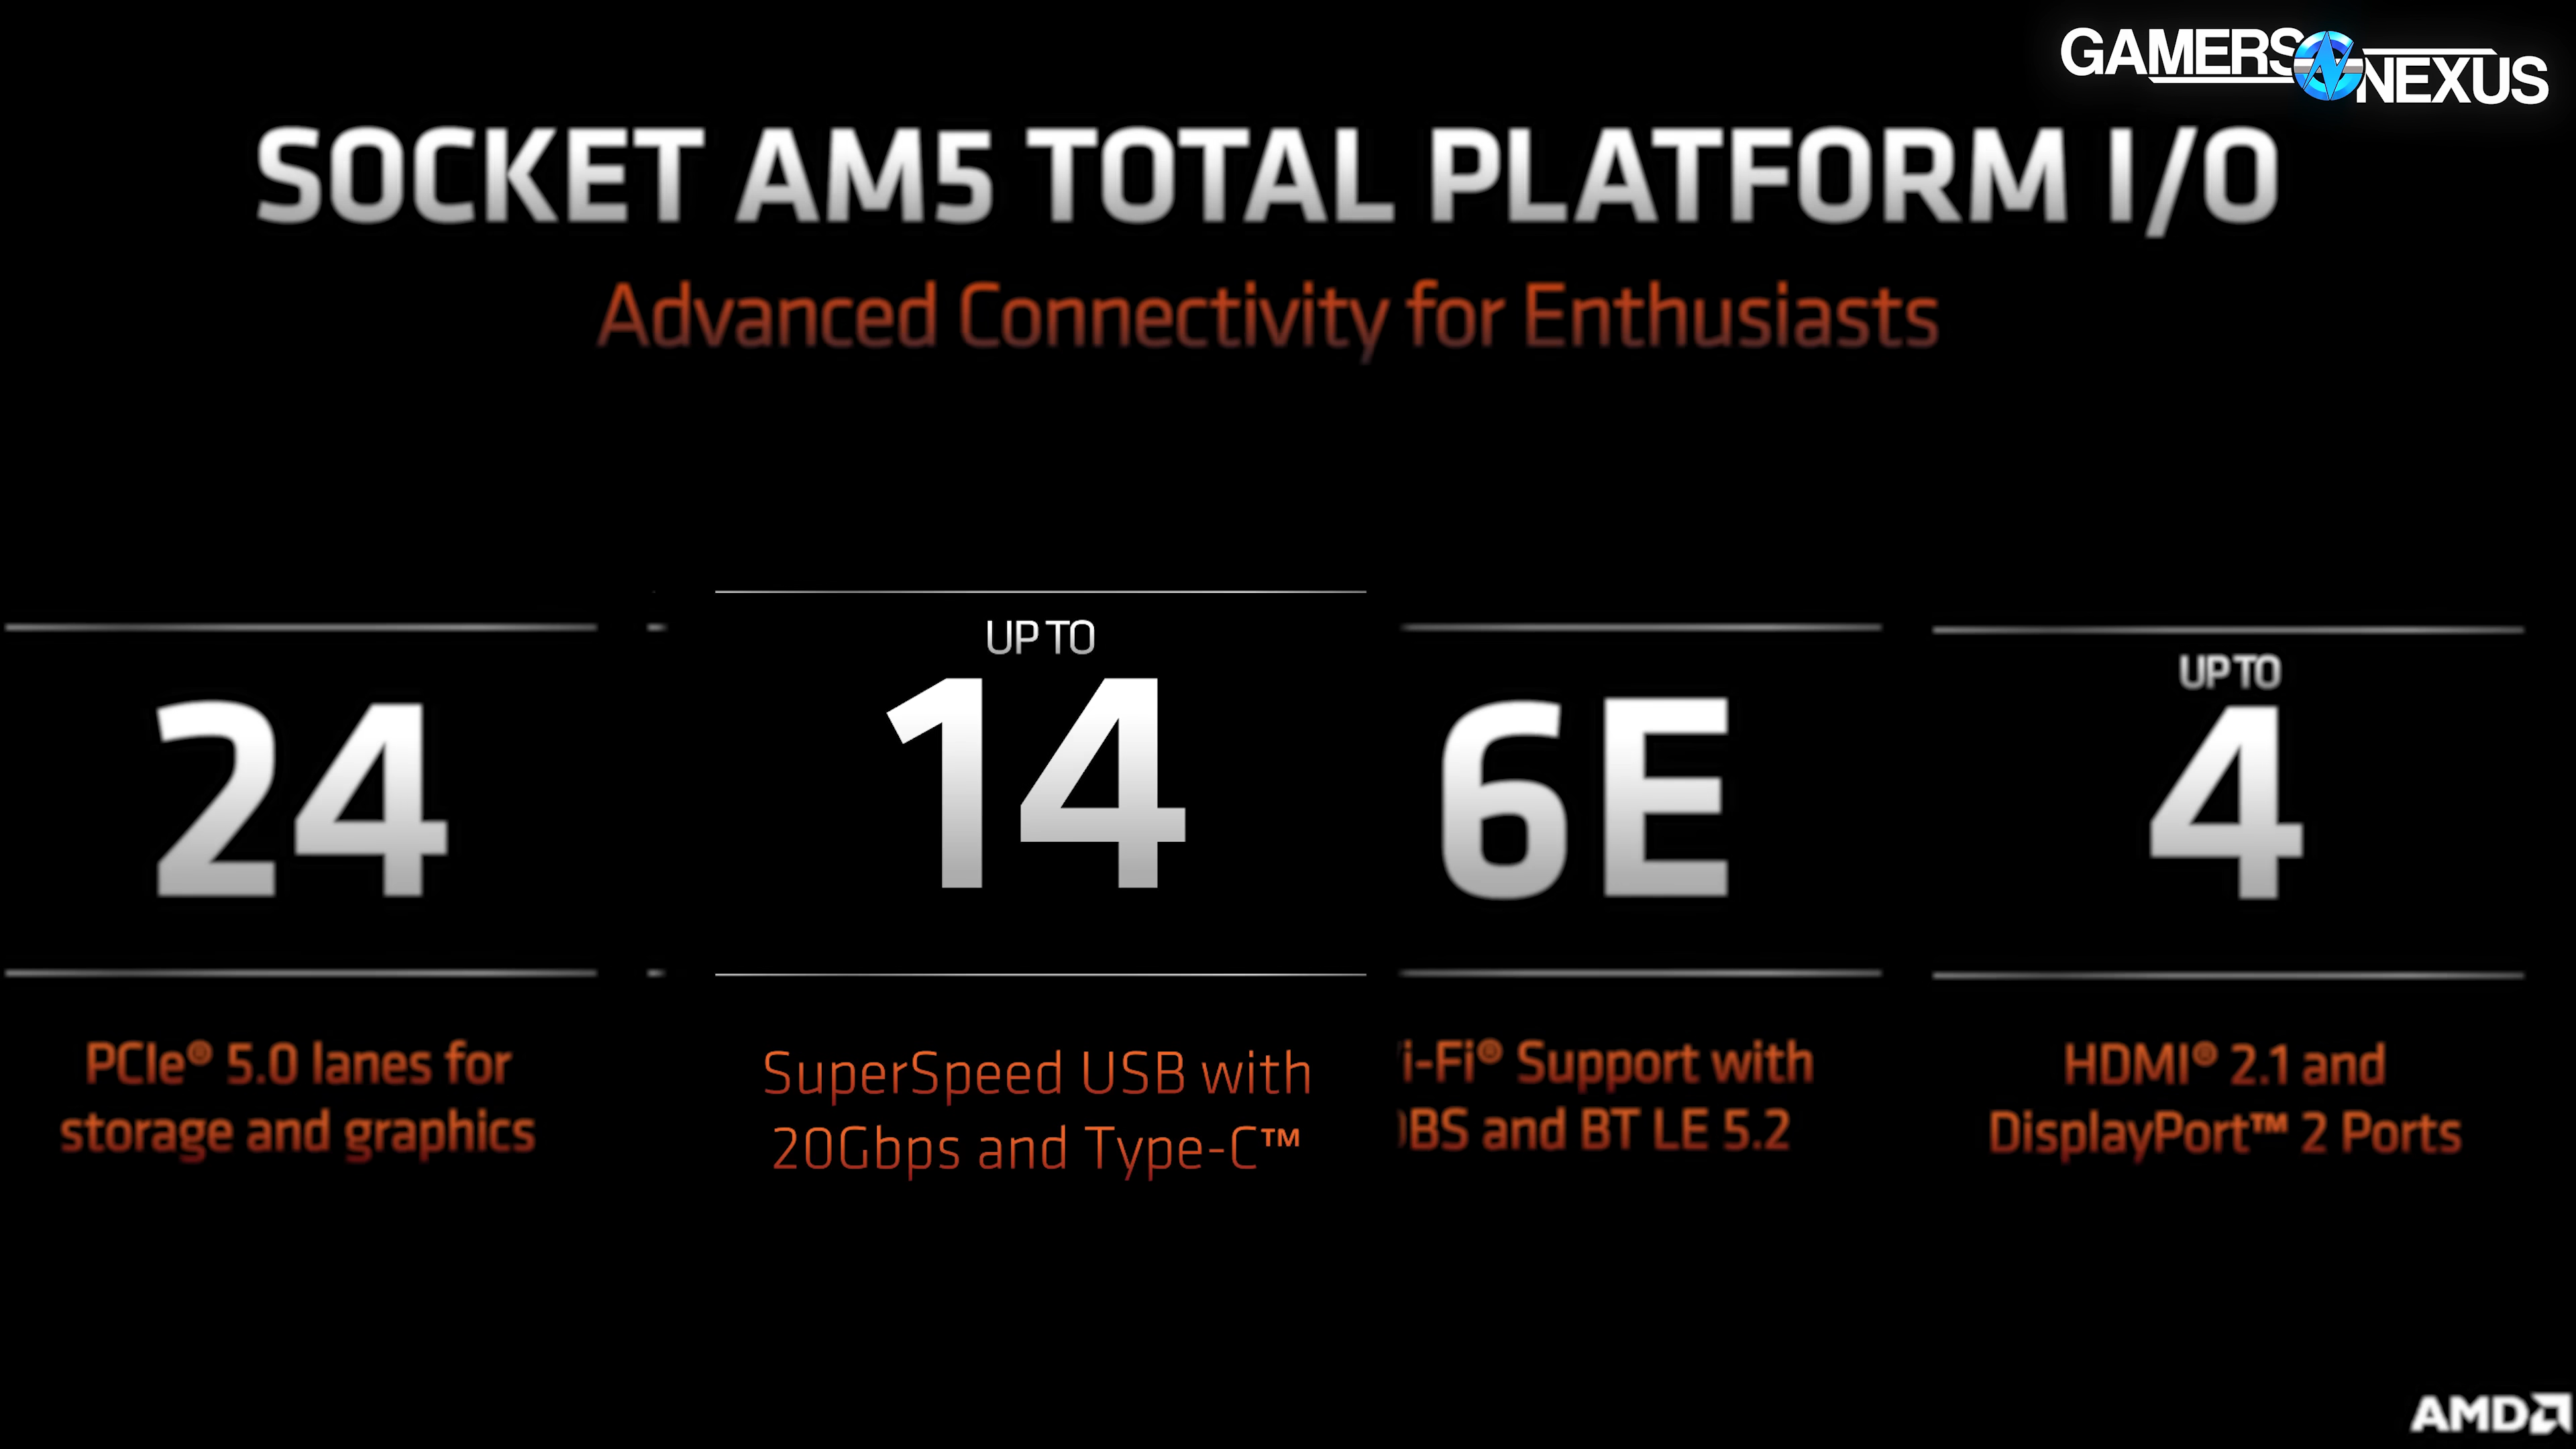 GAMERS NEXUS
SOCKET AM5 TOTAL PLATFORM I/O
Advanced Connectivity for Enthusiasts
24
PCIe® 5.0 lanes for
storage and graphics
UP TO
14
SuperSpeed USB with
20Gbps and Type-C™
6E
i-Fi® Support with
BS and BT LE 5.2
UP TO
4
HDMI® 2.1 and
DisplayPort™ 2 Ports
AMD